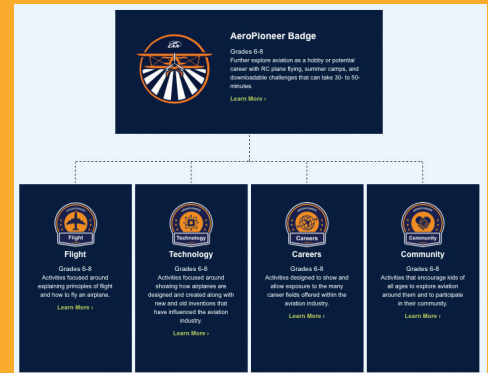 EAA
AeroPioneer Badge
Grades 6-8
Further explore aviation as a hobby or potential
career with RC plane flying, summer camps, and
downloadable challenges that can take 30- to 50-
minutes.
Learn More ›
AEROPIONEER
Flight
Flight
Grades 6-8
Activities focused around
explaining principles of flight
and how to fly an airplane.
Learn More ›
AEROPIONEER
Technology
Technology
Grades 6-8
Activities focused around
showing how airplanes are
designed and created along with
new and old inventions that
have influenced the aviation
industry.
Learn More ›
AEROPIONEER
Careers
Careers
Grades 6-8
Activities designed to show and
allow exposure to the many
career fields offered within the
aviation industry.
Learn More ›
AEROPIONEER
Community
Community
Grades 6-8
Activities that encourage kids of
all ages to explore aviation
around them and to participate
in their community.
Learn More ›